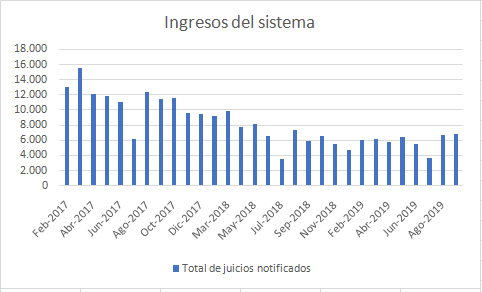 Ingresos del sistema
18.000
16.000
14.000
12.000
10.000
8.000
6.000
4.000
2.000
0
Feb-2017
Abr-2017
Jun-2017
Ago-2017
Oct-2017
Dic-2017
Mar-2018
May-2018
Jul-2018
Sep-2018
Nov-2018
Feb-2019
Abr-2019
Jun-2019
Ago-2019
Total de juicios notificados